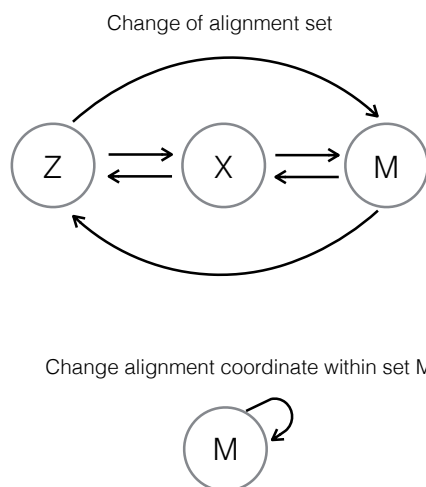 Change of alignment set
Z X M
Change alignment coordinate within set M
M